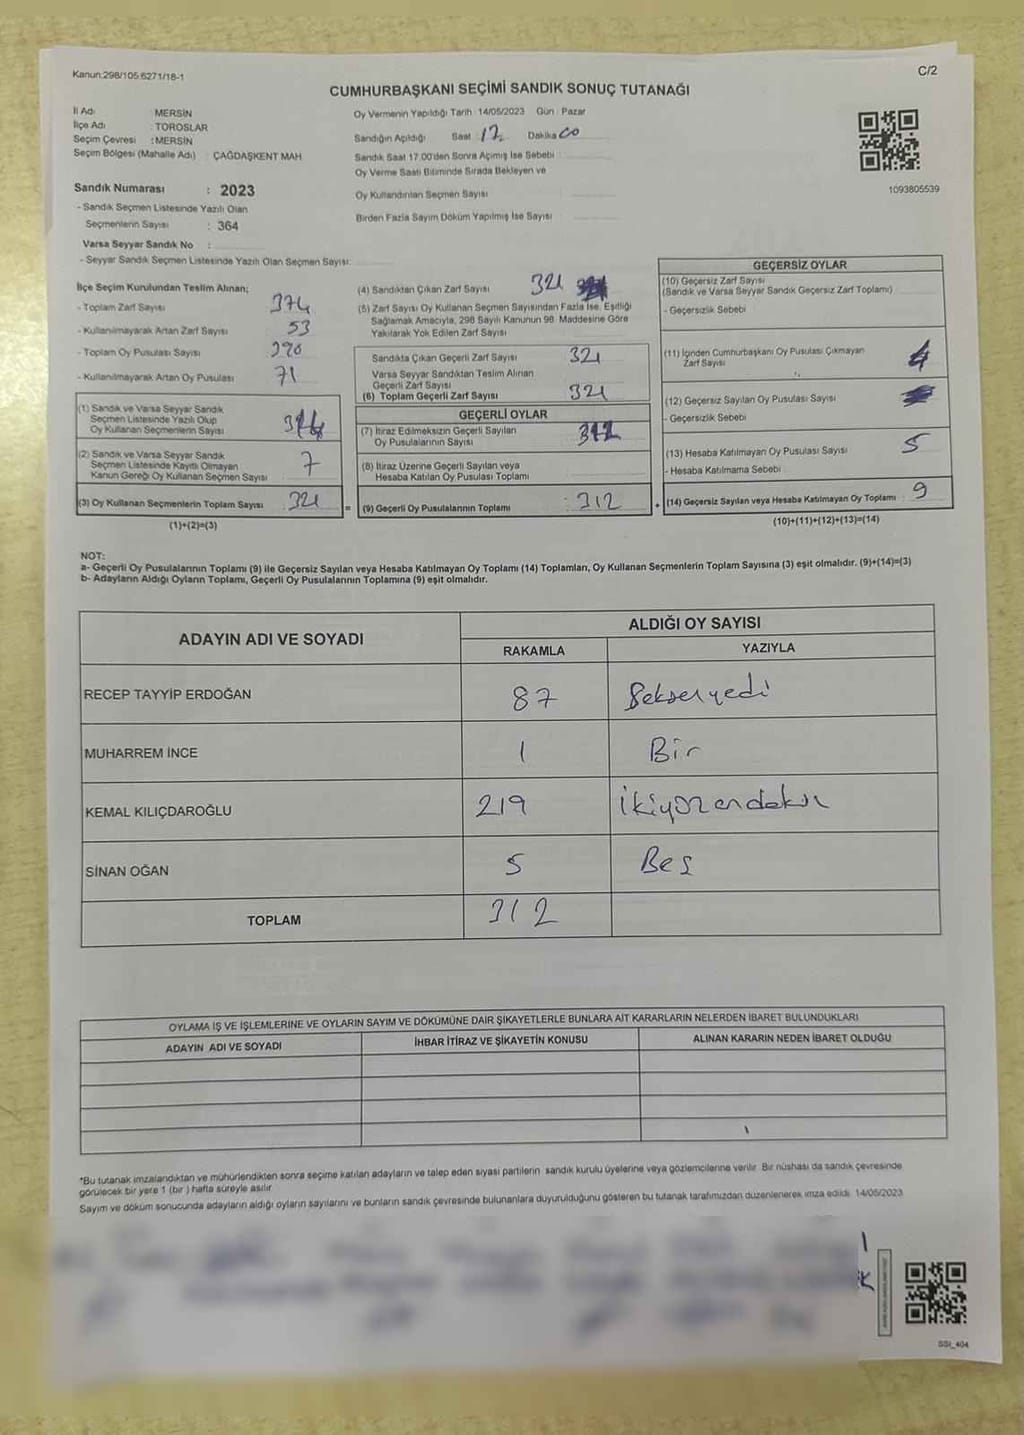 Kanun:298/105:6271/18-1
C/2
CUMHURBAŞKANI SEÇİMİ SANDIK SONUÇ TUTANAĞI
İl Adı : MERSİN
İlçe Adı : TOROSLAR
Seçim Çevresi : MERSİN
Seçim Bölgesi (Mahalle Adı) : ÇAĞDAŞKENT MAH
Sandık Numarası : 2023
- Sandık Seçmen Listesinde Yazılı Olan
Seçmenlerin Sayısı : 364
Varsa Seyyar Sandık No :
- Seyyar Sandık Seçmen Listesinde Yazılı Olan Seçmen Sayısı:
Oy Vermenin Yapıldığı Tarih : 14/05/2023 Gün : Pazar
Sandığın Açıldığı Saat 17 Dakika 00
Sandık Saat 17.00'den Sonra Açılmış İse Sebebi :
Oy Verme Saati Bitiminde Sırada Bekleyen ve
Oy Kullandırılan Seçmen Sayısı
Birden Fazla Sayım Döküm Yapılmış İse Sayısı
1093805539
İlçe Seçim Kurulundan Teslim Alınan;
- Toplam Zarf Sayısı 374
- Kullanılmayarak Artan Zarf Sayısı 53
- Toplam Oy Pusulası Sayısı 390
- Kullanılmayarak Artan Oy Pusulası 71
(1) Sandık ve Varsa Seyyar Sandık
Seçmen Listesinde Yazılı Olup
Oy Kullanan Seçmenlerin Sayısı
(2) Sandık ve Varsa Seyyar Sandık
Seçmen Listesinde Kayıtlı Olmayan
Kanun Gereği Oy Kullanan Seçmen Sayısı 7
(3) Oy Kullanan Seçmenlerin Toplam Sayısı : 321 =
(1)+(2)=(3)
(4) Sandıktan Çıkan Zarf Sayısı 321
(5) Zarf Sayısı Oy Kullanan Seçmen Sayısından Fazla İse, Eşitliği
Sağlamak Amacıyla, 298 Sayılı Kanunun 98. Maddesine Göre
Yakılarak Yok Edilen Zarf Sayısı
Sandıkta Çıkan Geçerli Zarf Sayısı 321
Varsa Seyyar Sandıktan Teslim Alınan
Geçerli Zarf Sayısı
(6) Toplam Geçerli Zarf Sayısı 321
GEÇERLİ OYLAR
(7) İtiraz Edilmeksizin Geçerli Sayılan
Oy Pusulalarının Sayısı 312
(8) İtiraz Üzerine Geçerli Sayılan veya
Hesaba Katılan Oy Pusulası Toplamı
(9) Geçerli Oy Pusulalarının Toplamı : 312 +
GEÇERSİZ OYLAR
(10) Geçersiz Zarf Sayısı
(Sandık ve Varsa Seyyar Sandık Geçersiz Zarf Toplamı)
- Geçersizlik Sebebi
(11) İçinden Cumhurbaşkanı Oy Pusulası Çıkmayan
Zarf Sayısı 4
(12) Geçersiz Sayılan Oy Pusulası Sayısı
- Geçersizlik Sebebi
(13) Hesaba Katılmayan Oy Pusulası Sayısı 5
- Hesaba Katılmama Sebebi
(14) Geçersiz Sayılan veya Hesaba Katılmayan Oy Toplamı : 9
(10)+(11)+(12)+(13)=(14)
NOT:
a- Geçerli Oy Pusulalarının Toplamı (9) ile Geçersiz Sayılan veya Hesaba Katılmayan Oy Toplamı (14) Toplamları, Oy Kullanan Seçmenlerin Toplam Sayısına (3) eşit olmalıdır. (9)+(14)=(3)
b- Adayların Aldığı Oyların Toplamı, Geçerli Oy Pusulalarının Toplamına (9) eşit olmalıdır.
ADAYIN ADI VE SOYADI
ALDIĞI OY SAYISI
RAKAMLA YAZIYLA
RECEP TAYYİP ERDOĞAN 87 Seksenyedi
MUHARREM İNCE 1 Bir
KEMAL KILIÇDAROĞLU 219 İkiyüzondokuz
SİNAN OĞAN 5 Beş
TOPLAM 312
OYLAMA İŞ VE İŞLEMLERİNE VE OYLARIN SAYIM VE DÖKÜMÜNE DAİR ŞİKAYETLERLE BUNLARA AİT KARARLARIN NELERDEN İBARET BULUNDUKLARI
ADAYIN ADI VE SOYADI İHBAR İTİRAZ VE ŞİKAYETİN KONUSU ALINAN KARARIN NEDEN İBARET OLDUĞU
*Bu tutanak imzalandıktan ve mühürlendikten sonra seçime katılan adayların ve talep eden siyasi partilerin sandık kurulu üyelerine veya gözlemcilerine verilir. Bir nüshası da sandık çevresinde
görülecek bir yere 1 (bir ) hafta süreyle asılır.
Sayım ve döküm sonucunda adayların aldığı oyların sayılarını ve bunların sandık çevresinde bulunanlara duyurulduğunu gösteren bu tutanak tarafımızdan düzenlenerek imza edildi. 14/05/2023
SSI_404